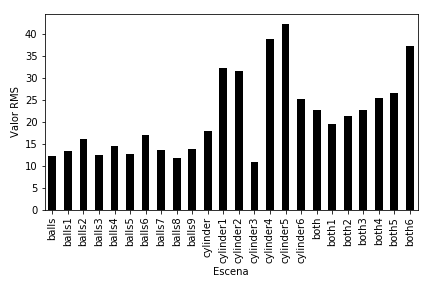 Valor RMS
40
35
30
25
20
15
10
5
0
balls
balls1
balls2
balls3
balls4
balls5
balls6
balls7
balls8
balls9
cylinder
cylinder1
cylinder2
cylinder3
cylinder4
cylinder5
cylinder6
both
both1
both2
both3
both4
both5
both6
Escena